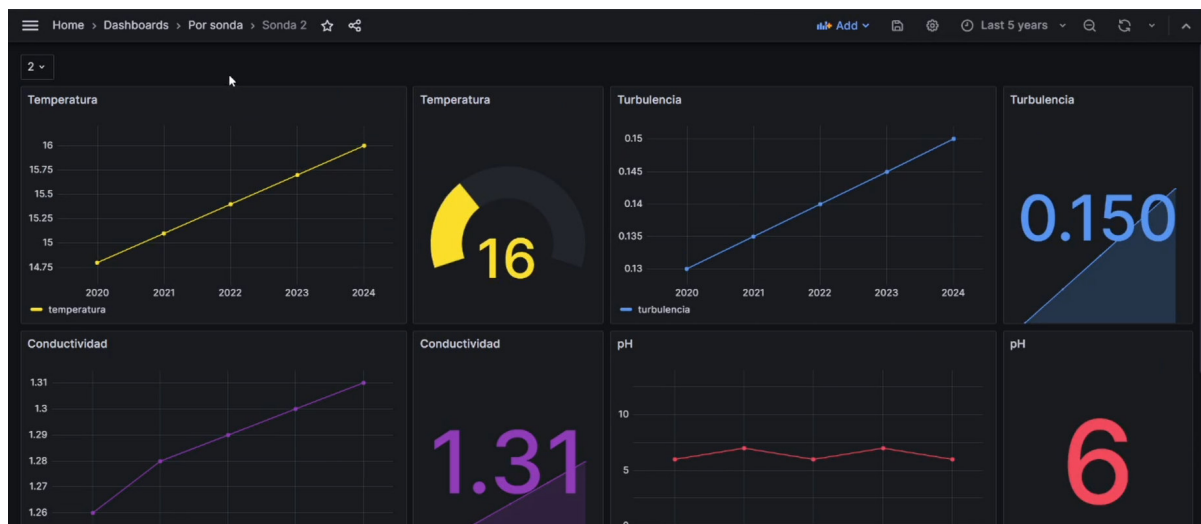 Home › Dashboards › Por sonda › Sonda 2
Add
Last 5 years
2
Temperatura
16
15.75
15.5
15.25
15
14.75
2020 2021 2022 2023 2024
temperatura
Temperatura
16
Turbulencia
0.15
0.145
0.14
0.135
0.13
2020 2021 2022 2023 2024
turbulencia
Turbulencia
0.150
Conductividad
1.31
1.3
1.29
1.28
1.27
1.26
Conductividad
1.31
pH
10
5
0
pH
6